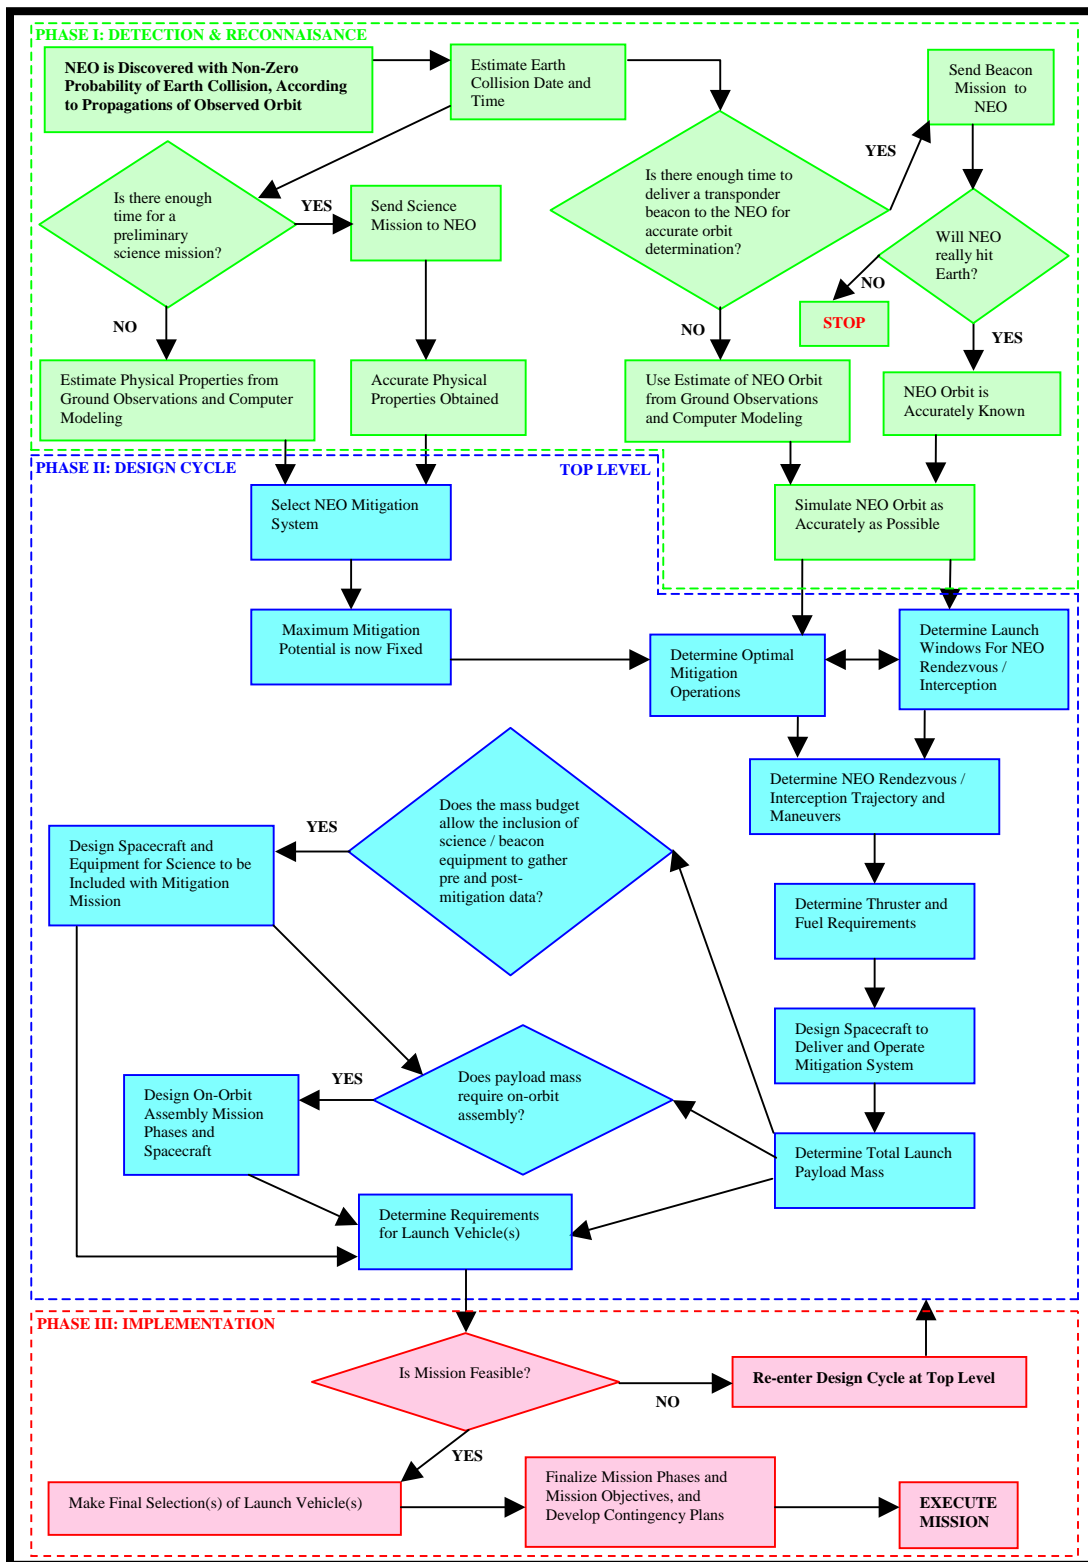 PHASE I: DETECTION & RECONNAISANCE
NEO is Discovered with Non-Zero
Probability of Earth Collision, According
to Propagations of Observed Orbit
Estimate Earth
Collision Date and
Time
Send Beacon
Mission to
NEO
Is there enough
time for a
preliminary
science mission?
YES
Send Science
Mission to NEO
Is there enough time to
deliver a transponder
beacon to the NEO for
accurate orbit
determination?
YES
Will NEO
really hit
Earth?
NO
STOP
NO
NO
YES
Estimate Physical Properties from
Ground Observations and Computer
Modeling
Accurate Physical
Properties Obtained
Use Estimate of NEO Orbit
from Ground Observations
and Computer Modeling
NEO Orbit is
Accurately Known
PHASE II: DESIGN CYCLE
TOP LEVEL
Select NEO Mitigation
System
Simulate NEO Orbit as
Accurately as Possible
Maximum Mitigation
Potential is now Fixed
Determine Optimal
Mitigation
Operations
Determine Launch
Windows For NEO
Rendezvous /
Interception
Determine NEO Rendezvous /
Interception Trajectory and
Maneuvers
Does the mass budget
allow the inclusion of
science / beacon
equipment to gather
pre and post-
mitigation data?
YES
Design Spacecraft and
Equipment for Science to be
Included with Mitigation
Mission
Determine Thruster and
Fuel Requirements
Design Spacecraft to
Deliver and Operate
Mitigation System
Does payload mass
require on-orbit
assembly?
YES
Design On-Orbit
Assembly Mission
Phases and
Spacecraft
Determine Total Launch
Payload Mass
Determine Requirements
for Launch Vehicle(s)
PHASE III: IMPLEMENTATION
Is Mission Feasible?
NO
Re-enter Design Cycle at Top Level
YES
Make Final Selection(s) of Launch Vehicle(s)
Finalize Mission Phases and
Mission Objectives, and
Develop Contingency Plans
EXECUTE
MISSION